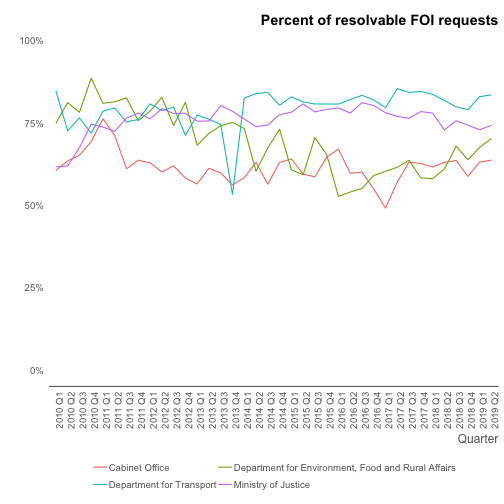 Percent of resolvable FOI requests
100%
75%
50%
25%
0%
2010 Q1
2010 Q2
2010 Q3
2010 Q4
2011 Q1
2011 Q2
2011 Q3
2011 Q4
2012 Q1
2012 Q2
2012 Q3
2012 Q4
2013 Q1
2013 Q2
2013 Q3
2013 Q4
2014 Q1
2014 Q2
2014 Q3
2014 Q4
2015 Q1
2015 Q2
2015 Q3
2015 Q4
2016 Q1
2016 Q2
2016 Q3
2016 Q4
2017 Q1
2017 Q2
2017 Q3
2017 Q4
2018 Q1
2018 Q2
2018 Q3
2018 Q4
2019 Q1
2019 Q2
Quarter
Cabinet Office
Department for Environment, Food and Rural Affairs
Department for Transport
Ministry of Justice